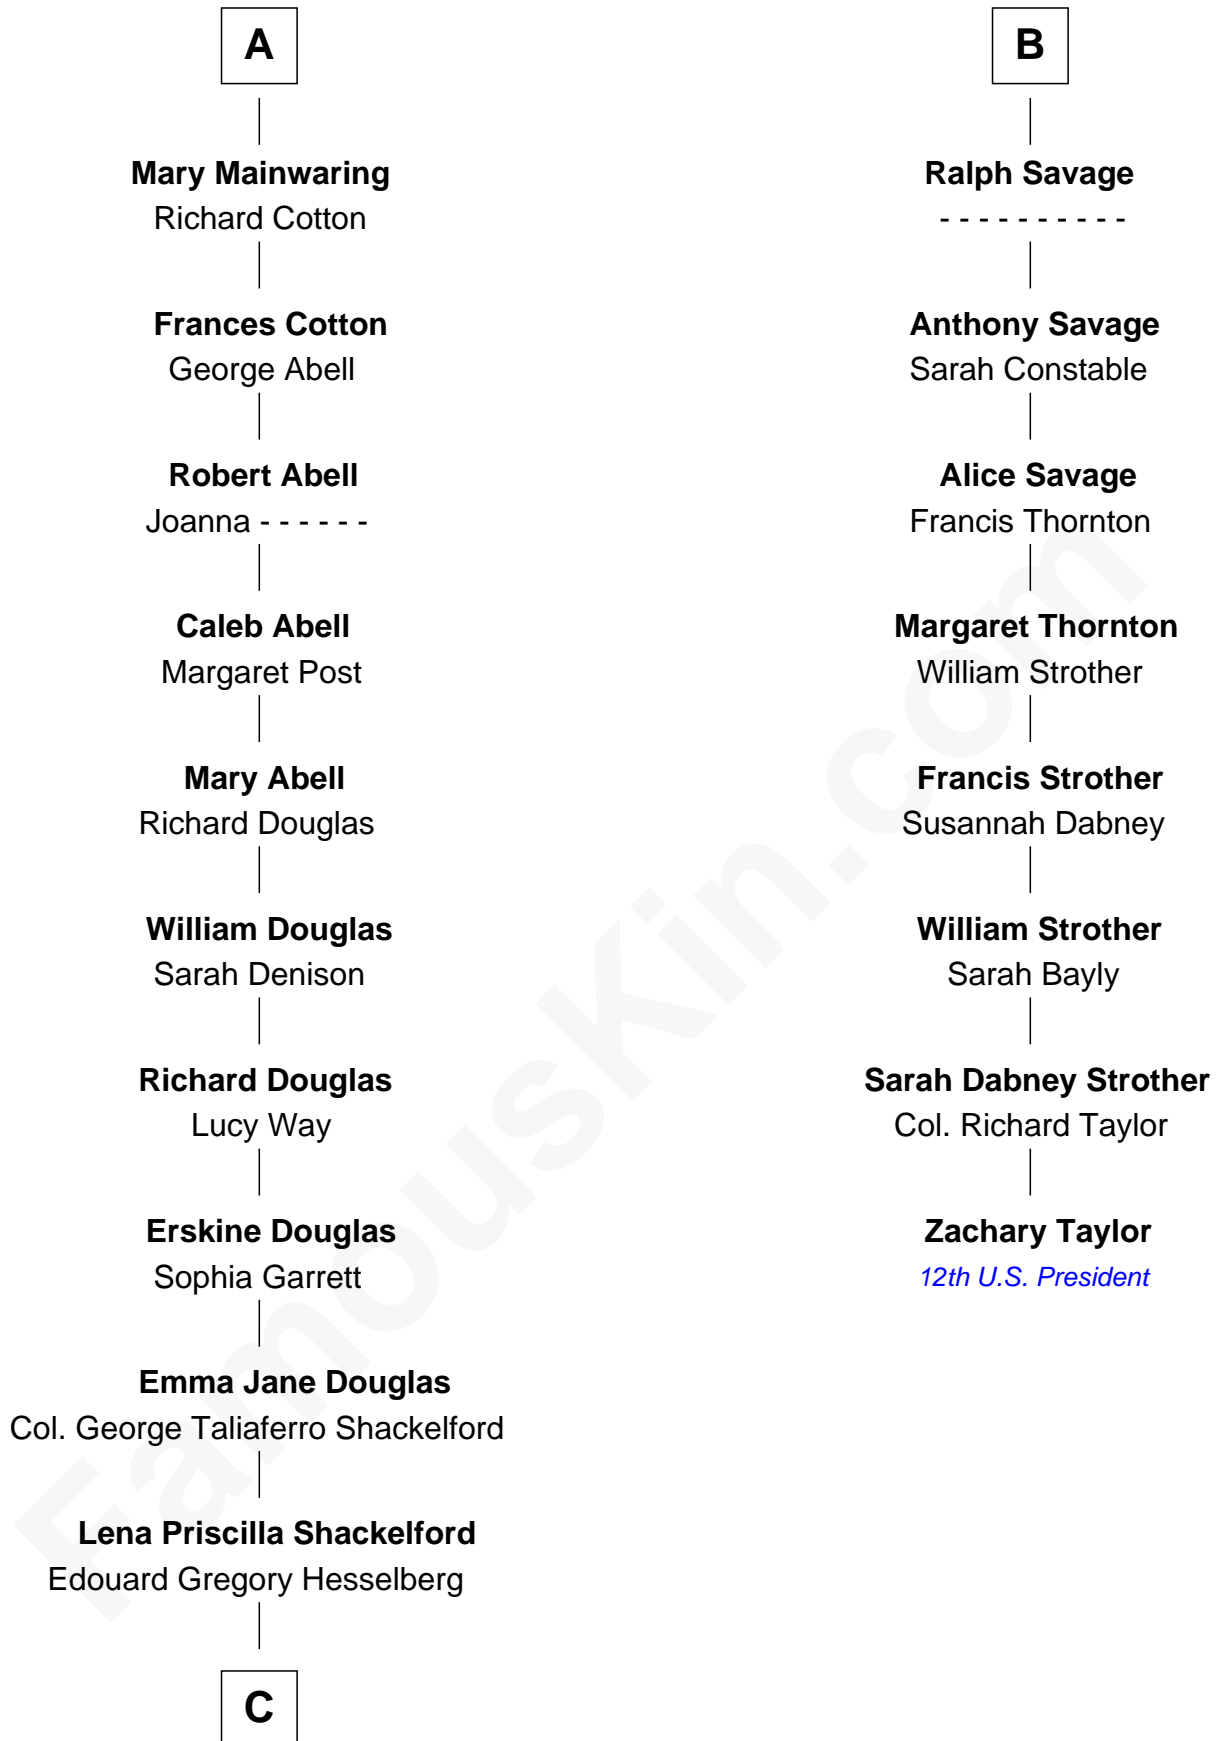 A
Mary Mainwaring
Richard Cotton
Frances Cotton
George Abell
Robert Abell
Joanna - - - - - -
Caleb Abell
Margaret Post
Mary Abell
Richard Douglas
William Douglas
Sarah Denison
Richard Douglas
Lucy Way
Erskine Douglas
Sophia Garrett
Emma Jane Douglas
Col. George Taliaferro Shackelford
Lena Priscilla Shackelford
Edouard Gregory Hesselberg
C
B
Ralph Savage
- - - - - - - - - -
Anthony Savage
Sarah Constable
Alice Savage
Francis Thornton
Margaret Thornton
William Strother
Francis Strother
Susannah Dabney
William Strother
Sarah Bayly
Sarah Dabney Strother
Col. Richard Taylor
Zachary Taylor
12th U.S. President
FamousKin.com